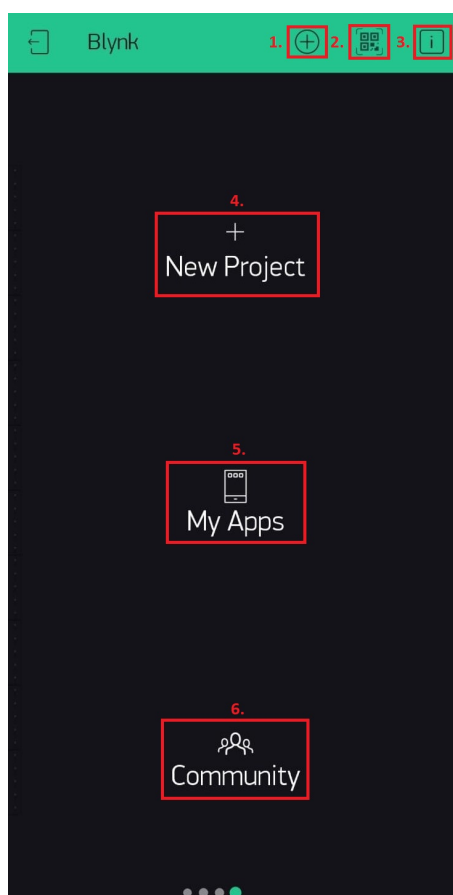 Blynk 1. 2. 3. i
4.
New Project
5.
My Apps
6.
Community